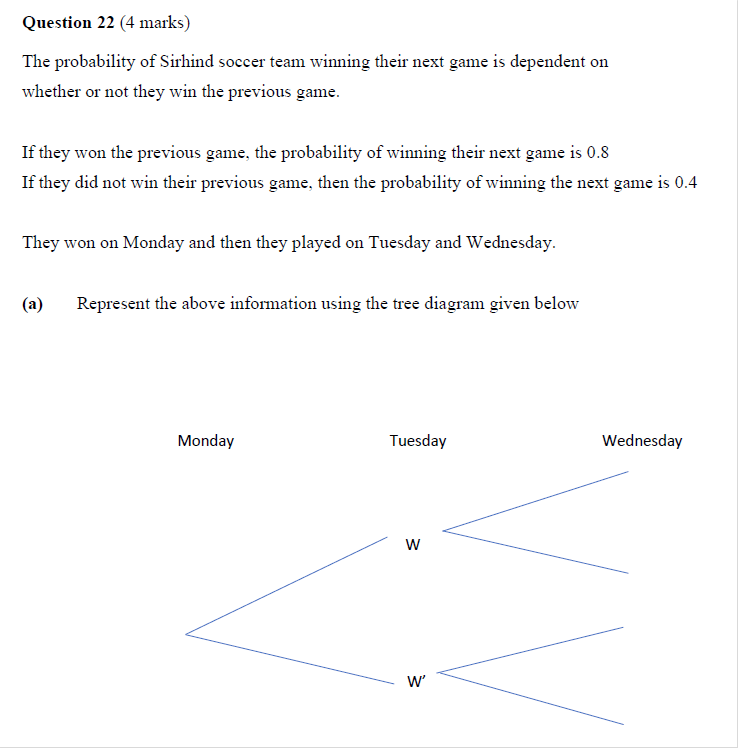 Question 22 (4 marks)
The probability of Sirhind soccer team winning their next game is dependent on
whether or not they win the previous game.
If they won the previous game, the probability of winning their next game is 0.8
If they did not win their previous game, then the probability of winning the next game is 0.4
They won on Monday and then they played on Tuesday and Wednesday.
(a) Represent the above information using the tree diagram given below
Monday Tuesday Wednesday
W
W′